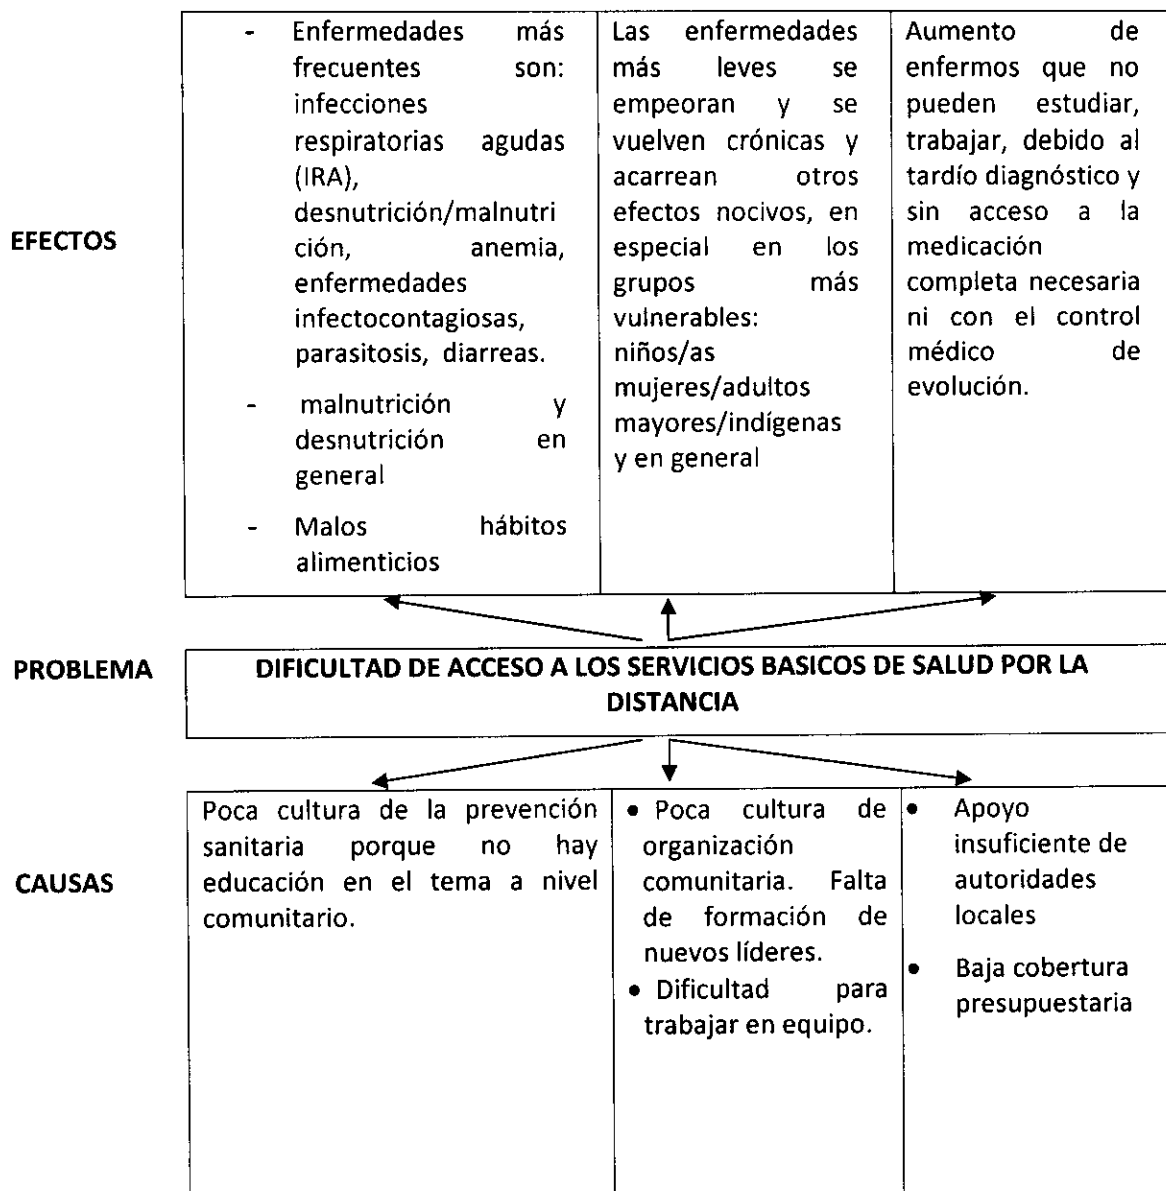 EFECTOS
- Enfermedades más
frecuentes son:
infecciones
respiratorias agudas
(IRA),
desnutrición/malnutri
ción, anemia,
enfermedades
infectocontagiosas,
parasitosis, diarreas.
- malnutrición y
desnutrición en
general
- Malos hábitos
alimenticios
Las enfermedades
más leves se
empeoran y se
vuelven crónicas y
acarrean otros
efectos nocivos, en
especial en los
grupos más
vulnerables:
niños/as
mujeres/adultos
mayores/indígenas
y en general
Aumento de
enfermos que no
pueden estudiar,
trabajar, debido al
tardío diagnóstico y
sin acceso a la
medicación
completa necesaria
ni con el control
médico de
evolución.
PROBLEMA
DIFICULTAD DE ACCESO A LOS SERVICIOS BASICOS DE SALUD POR LA
DISTANCIA
CAUSAS
Poca cultura de la prevención
sanitaria porque no hay
educación en el tema a nivel
comunitario.
• Poca cultura de
organización
comunitaria. Falta
de formación de
nuevos líderes.
• Dificultad para
trabajar en equipo.
• Apoyo
insuficiente de
autoridades
locales
• Baja cobertura
presupuestaria